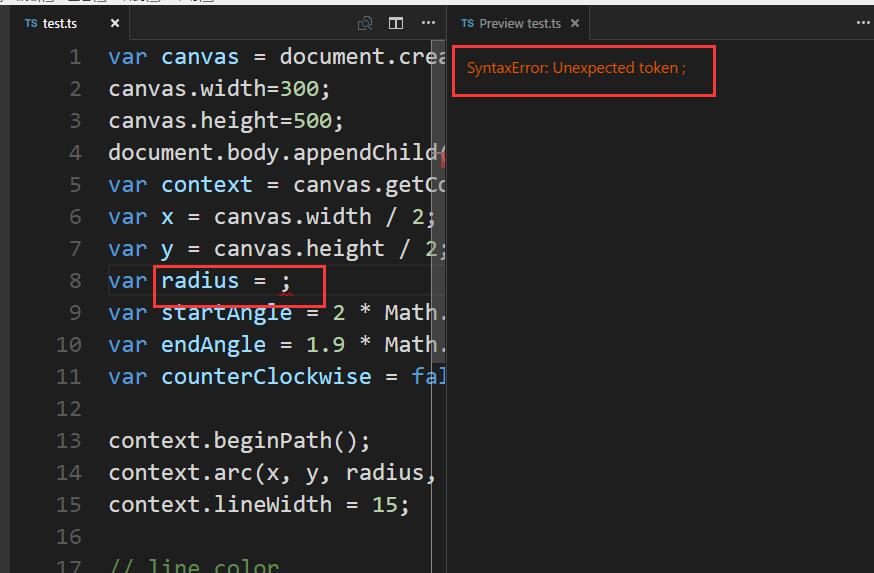 TS test.ts ×
TS Preview test.ts ×
1 var canvas = document.crea
2 canvas.width=300;
3 canvas.height=500;
4 document.body.appendChild(
5 var context = canvas.getCo
6 var x = canvas.width / 2;
7 var y = canvas.height / 2;
8 var radius = ;
9 var startAngle = 2 * Math.
10 var endAngle = 1.9 * Math.
11 var counterClockwise = fal
12
13 context.beginPath();
14 context.arc(x, y, radius,
15 context.lineWidth = 15;
16
17 // line color
SyntaxError: Unexpected token ;